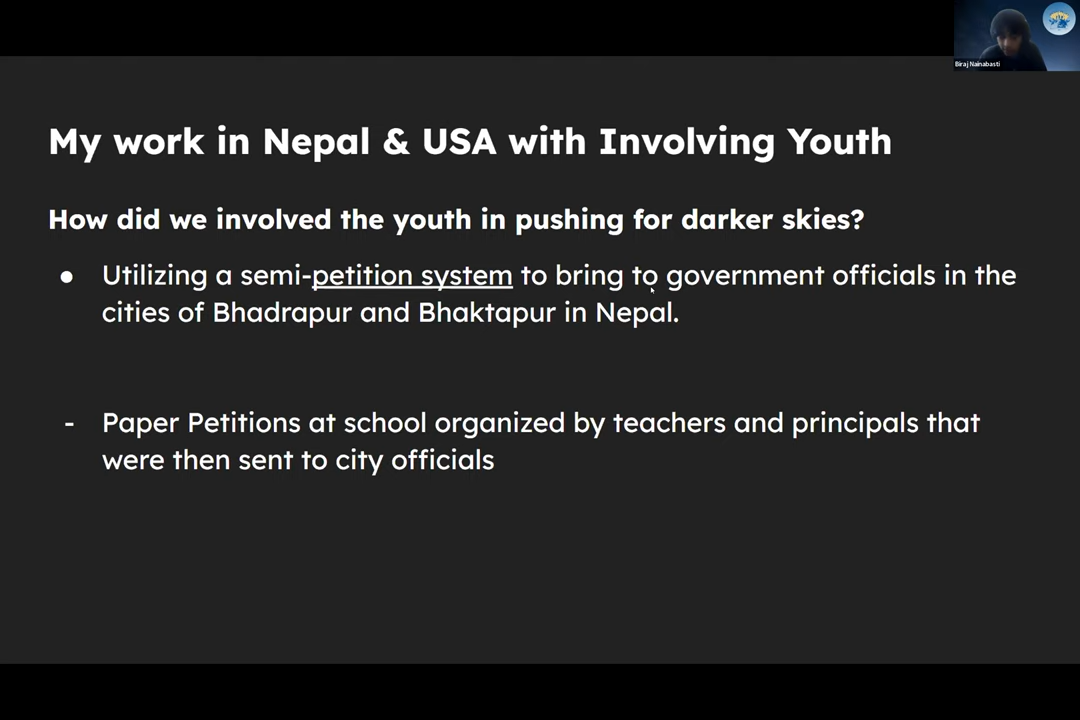 Biraj Nainabasti
My work in Nepal & USA with Involving Youth
How did we involved the youth in pushing for darker skies?
● Utilizing a semi-petition system to bring to government officials in the
cities of Bhadrapur and Bhaktapur in Nepal.
- Paper Petitions at school organized by teachers and principals that
were then sent to city officials